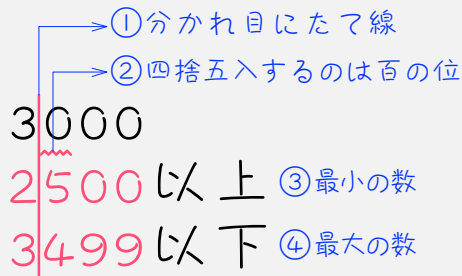 ①分かれ目にたて線
②四捨五入するのは百の位
3000
2500以上 ③最小の数
3499以下 ④最大の数